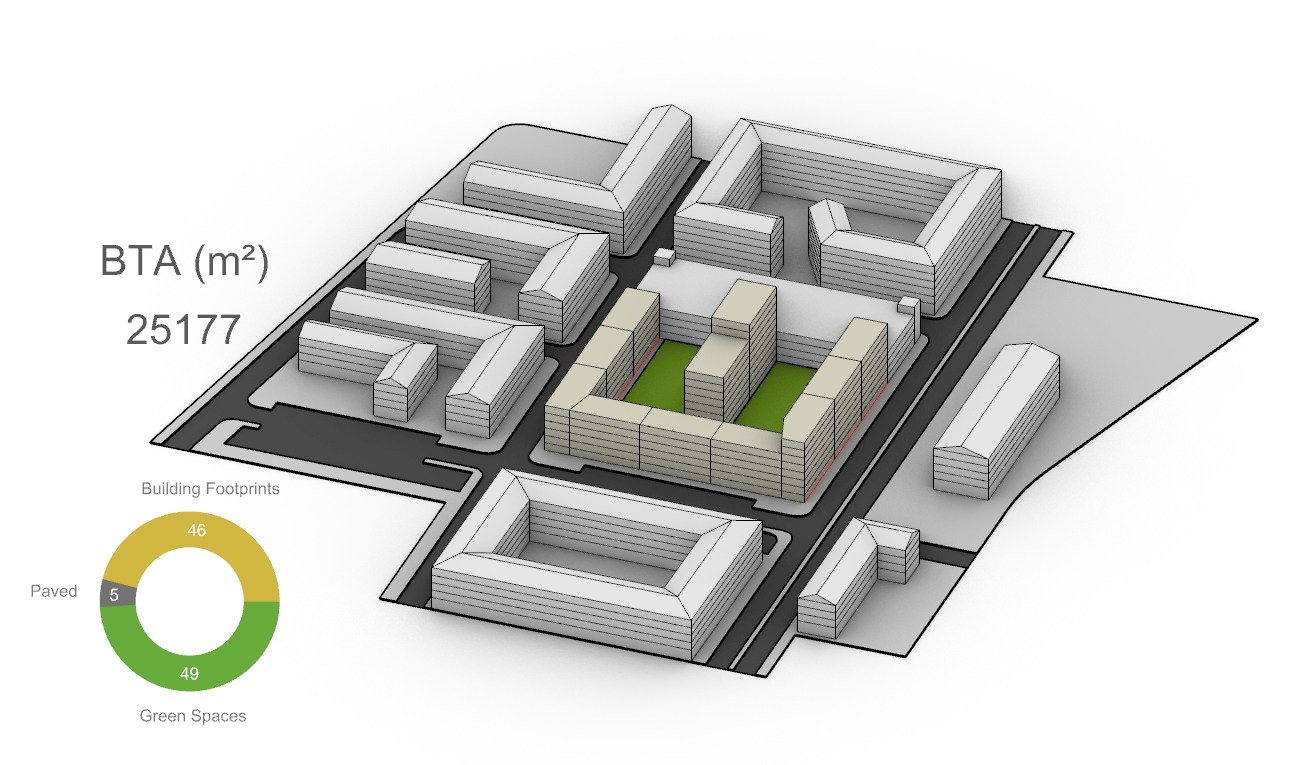 BTA (m²)
25177
Building Footprints
46
Paved
5
49
Green Spaces